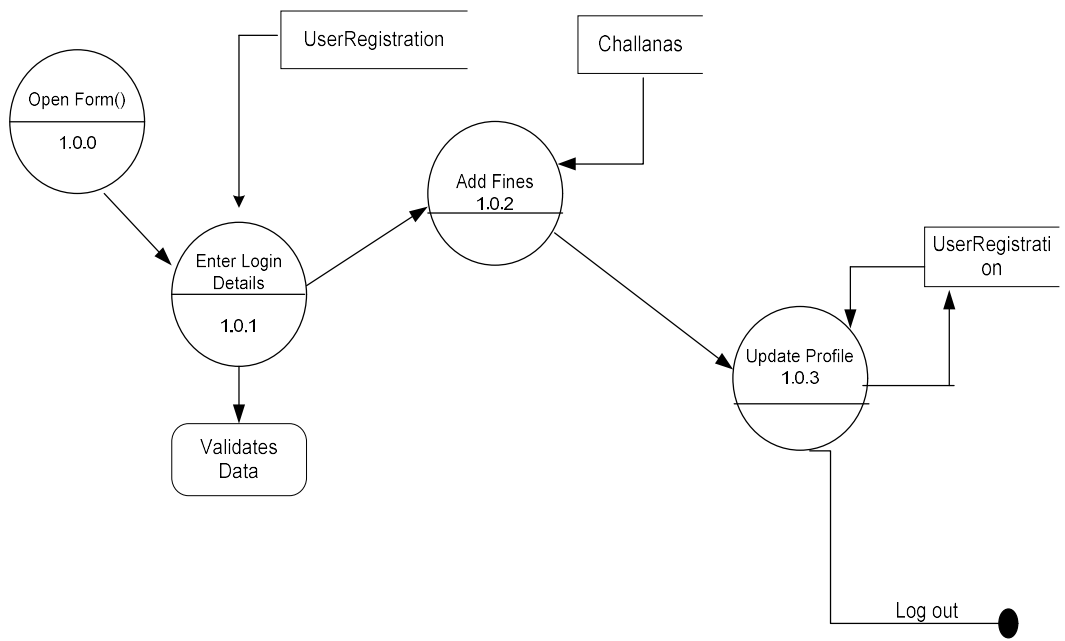 UserRegistration
Challanas
Open Form()
1.0.0
Add Fines
1.0.2
UserRegistrati
on
Enter Login
Details
1.0.1
Update Profile
1.0.3
Validates
Data
Log out